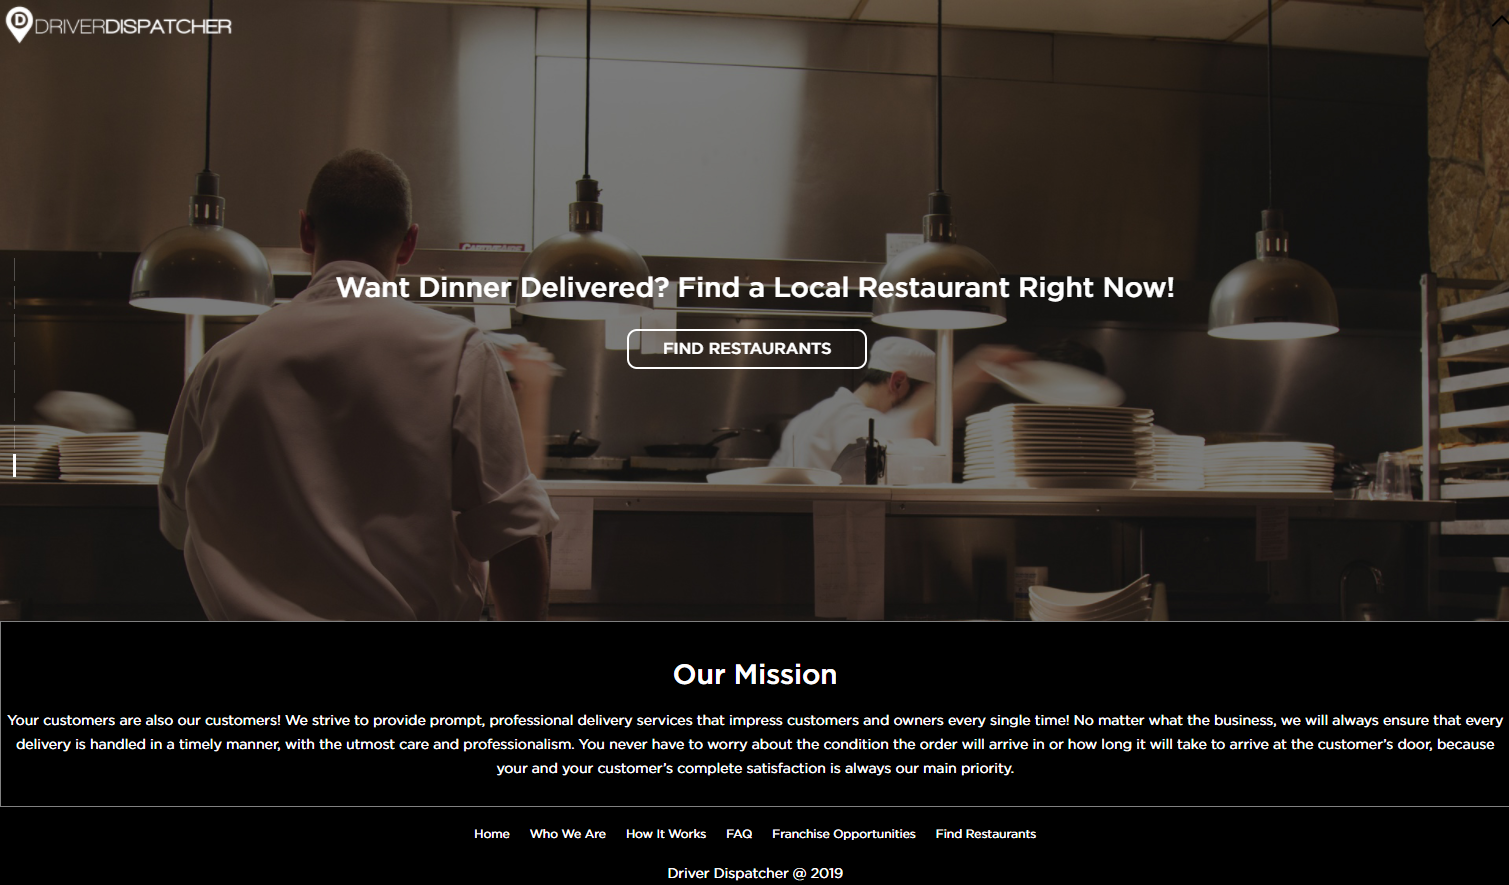 DRIVERDISPATCHER
Want Dinner Delivered? Find a Local Restaurant Right Now!
FIND RESTAURANTS
Our Mission
Your customers are also our customers! We strive to provide prompt, professional delivery services that impress customers and owners every single time! No matter what the business, we will always ensure that every
delivery is handled in a timely manner, with the utmost care and professionalism. You never have to worry about the condition the order will arrive in or how long it will take to arrive at the customer’s door, because
your and your customer’s complete satisfaction is always our main priority.
Home Who We Are How It Works FAQ Franchise Opportunities Find Restaurants
Driver Dispatcher @ 2019